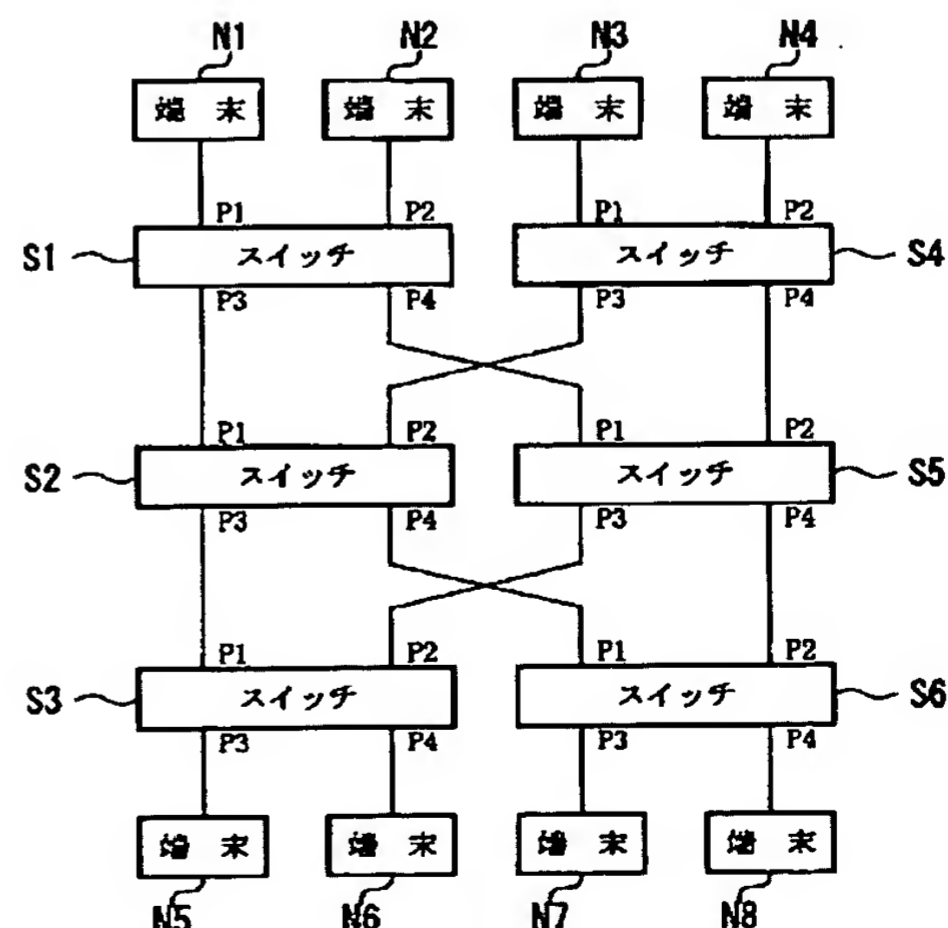 N1 N2 N3 N4
端 末 端 末 端 末 端 末
P1 P2 P1 P2
S1 スイッチ スイッチ S4
P3 P4 P3 P4
P1 P2 P1 P2
S2 スイッチ スイッチ S5
P3 P4 P3 P4
P1 P2 P1 P2
S3 スイッチ スイッチ S6
P3 P4 P3 P4
端 末 端 末 端 末 端 末
N5 N6 N7 N8